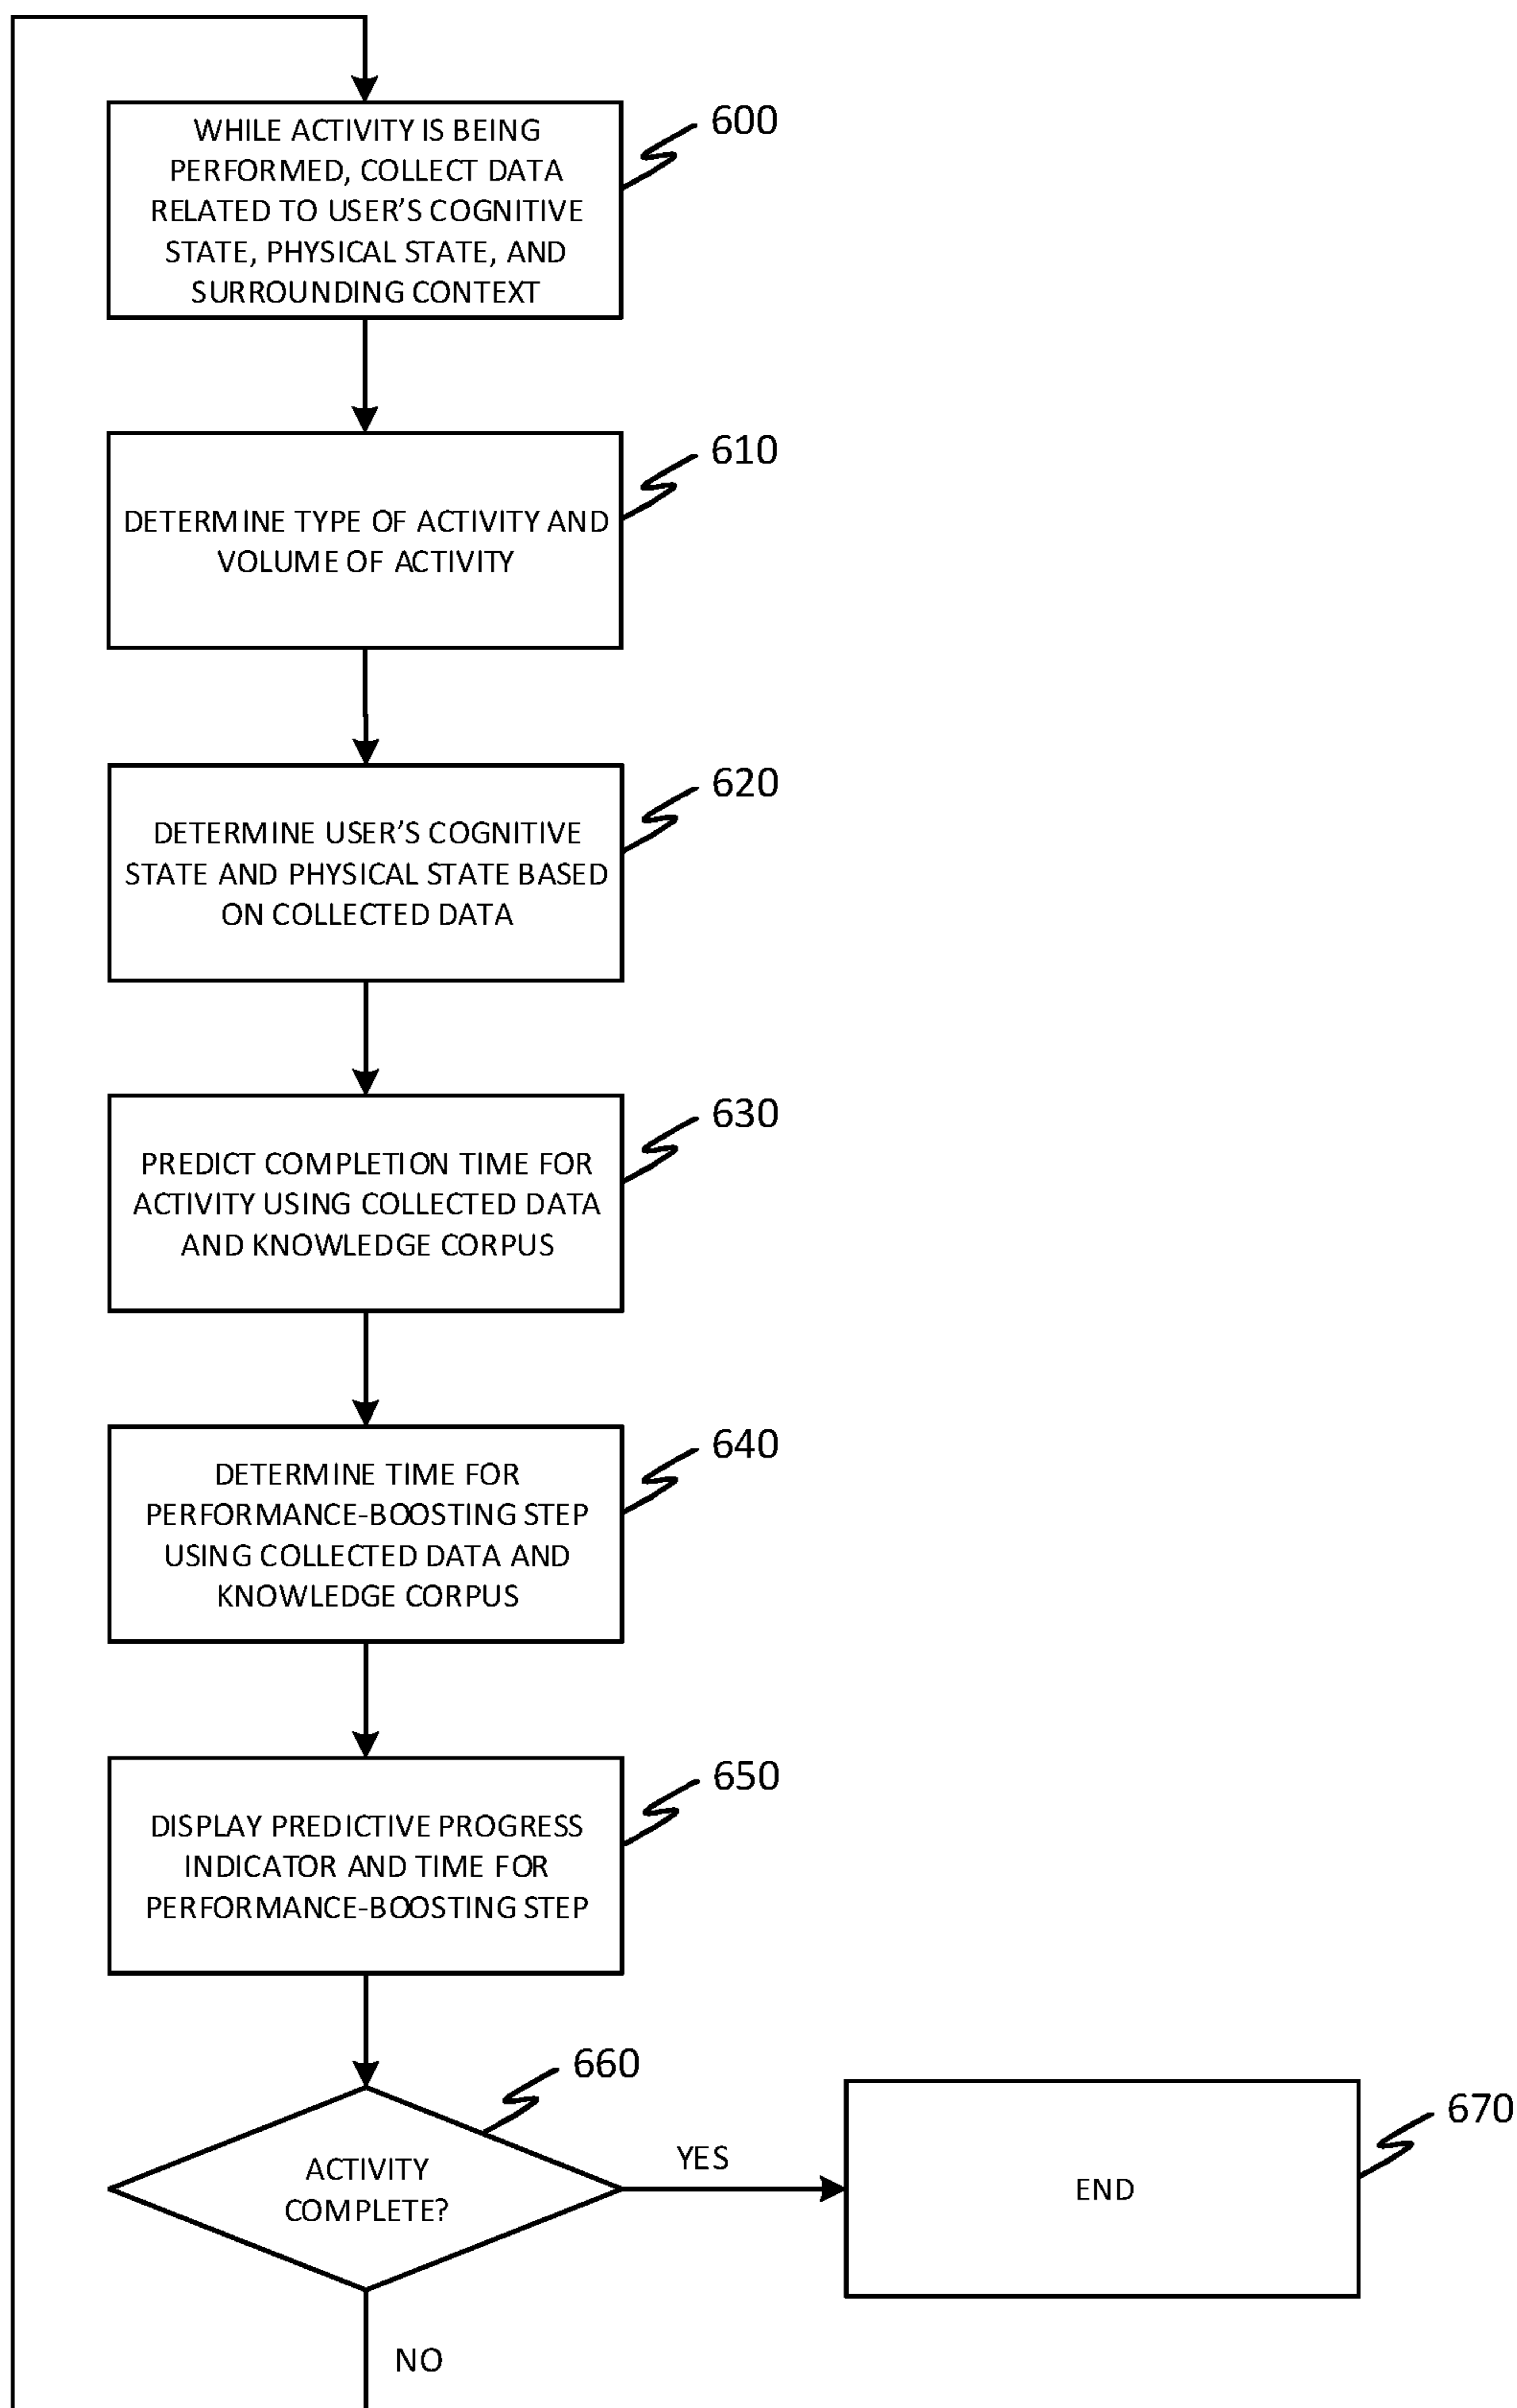 WHILE ACTIVITY IS BEING
PERFORMED, COLLECT DATA
RELATED TO USER'S COGNITIVE
STATE, PHYSICAL STATE, AND
SURROUNDING CONTEXT
600
DETERMINE TYPE OF ACTIVITY AND
VOLUME OF ACTIVITY
610
DETERMINE USER'S COGNITIVE
STATE AND PHYSICAL STATE BASED
ON COLLECTED DATA
620
PREDICT COMPLETION TIME FOR
ACTIVITY USING COLLECTED DATA
AND KNOWLEDGE CORPUS
630
DETERMINE TIME FOR
PERFORMANCE-BOOSTING STEP
USING COLLECTED DATA AND
KNOWLEDGE CORPUS
640
DISPLAY PREDICTIVE PROGRESS
INDICATOR AND TIME FOR
PERFORMANCE-BOOSTING STEP
650
ACTIVITY
COMPLETE?
660
YES
END
670
NO